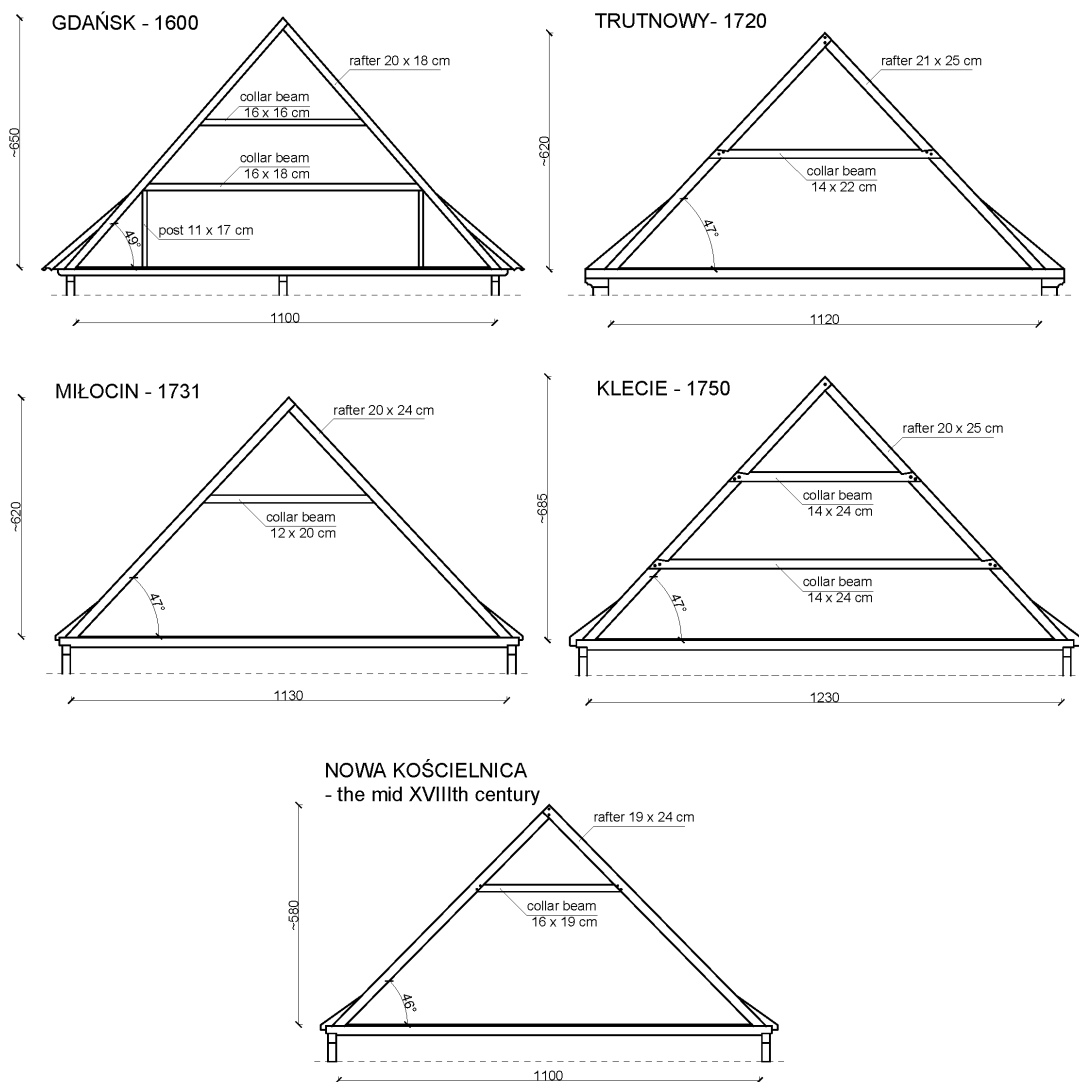 GDAŃSK - 1600
rafter 20 x 18 cm
collar beam
16 x 16 cm
collar beam
16 x 18 cm
post 11 x 17 cm
49°
~650
1100
TRUTNOWY- 1720
rafter 21 x 25 cm
collar beam
14 x 22 cm
47°
~620
1120
MIŁOCIN - 1731
rafter 20 x 24 cm
collar beam
12 x 20 cm
47°
~620
1130
KLECIE - 1750
rafter 20 x 25 cm
collar beam
14 x 24 cm
collar beam
14 x 24 cm
47°
~685
1230
NOWA KOŚCIELNICA
- the mid XVIIIth century
rafter 19 x 24 cm
collar beam
16 x 19 cm
46°
~580
1100